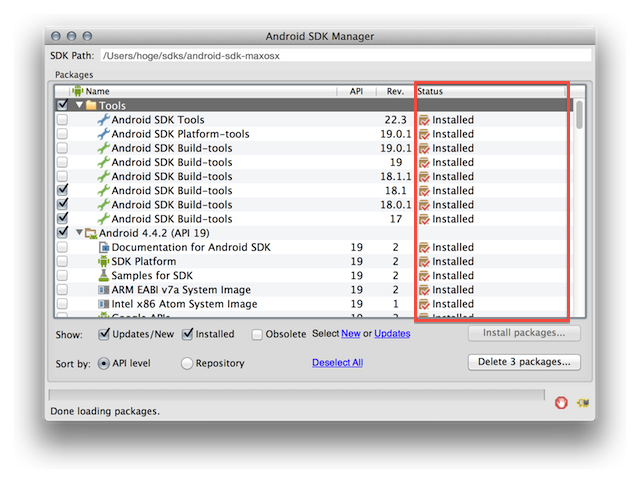 Android SDK Manager
SDK Path: /Users/hoge/sdks/android-sdk-maxosx
Packages
Name API Rev. Status
Tools
Android SDK Tools 22.3 Installed
Android SDK Platform-tools 19.0.1 Installed
Android SDK Build-tools 19.0.1 Installed
Android SDK Build-tools 19 Installed
Android SDK Build-tools 18.1.1 Installed
Android SDK Build-tools 18.1 Installed
Android SDK Build-tools 18.0.1 Installed
Android SDK Build-tools 17 Installed
Android 4.4.2 (API 19)
Documentation for Android SDK 19 2 Installed
SDK Platform 19 2 Installed
Samples for SDK 19 2 Installed
ARM EABI v7a System Image 19 2 Installed
Intel x86 Atom System Image 19 1 Installed
Google APIs 19 2 Installed
Show: Updates/New Installed Obsolete Select New or Updates Install packages...
Sort by: API level Repository Deselect All Delete 3 packages...
Done loading packages.